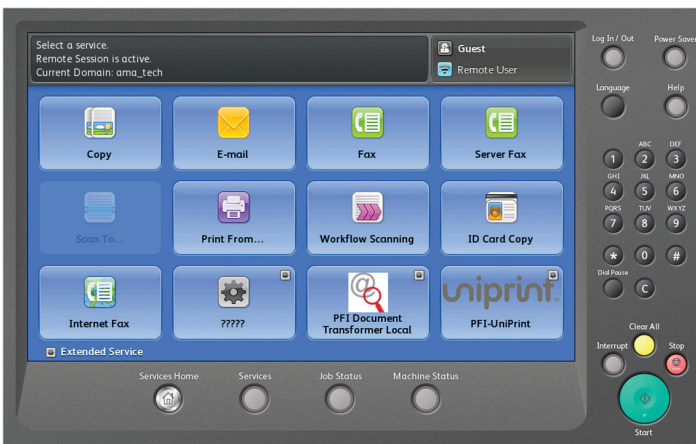 Select a service.
Remote Session is active.
Current Domain: ama_tech
Guest
Remote User
Copy
E-mail
Fax
Server Fax
Scan To...
Print From...
Workflow Scanning
ID Card Copy
Internet Fax
?????
@
PFI Document
Transformer Local
uniprint™
PFI-UniPrint
Extended Service
Services Home
Services
Job Status
Machine Status
Log In / Out
Power Saver
Language
Help
1
ABC
2
DEF
3
GHI
4
JKL
5
MNO
6
PQRS
7
TUV
8
WXYZ
9
*
0
#
Dial Pause
C
Clear All
Interrupt
Stop
Start